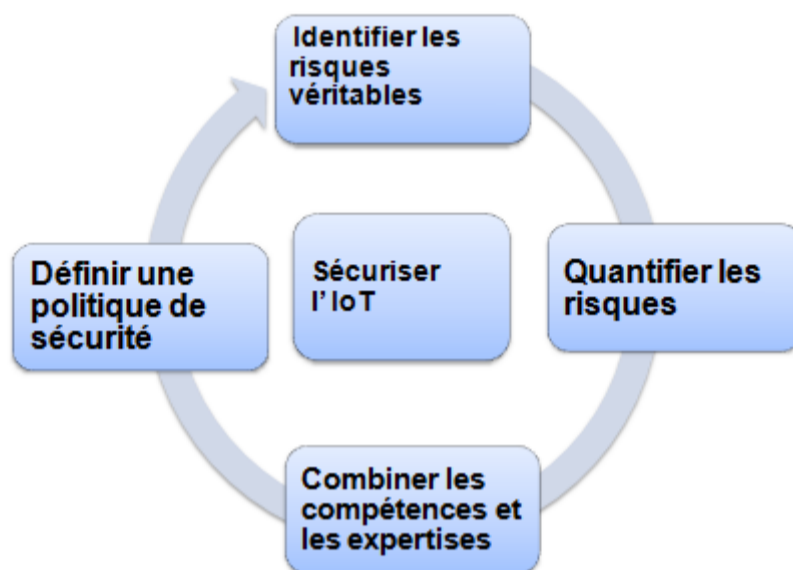 Identifier les
risques
véritables
Quantifier les
risques
Combiner les
compétences et
les expertises
Définir une
politique de
sécurité
Sécuriser
l' IoT